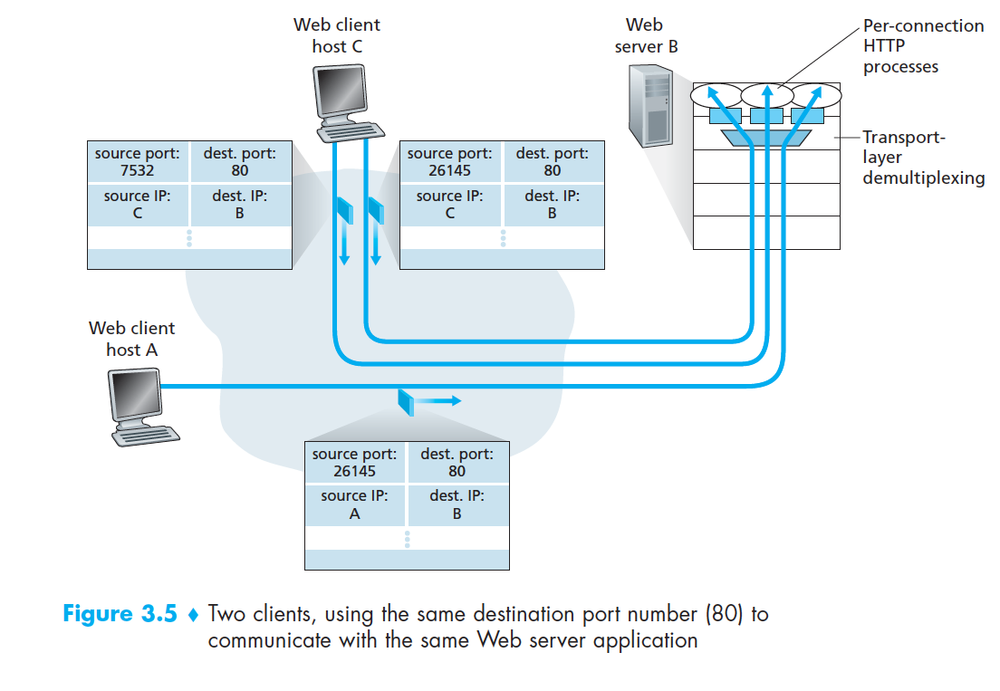 Web client
host C
Web
server B
Per-connection
HTTP
processes
Transport-
layer
demultiplexing
source port:
7532
dest. port:
80
source IP:
C
dest. IP:
B
source port:
26145
dest. port:
80
source IP:
C
dest. IP:
B
Web client
host A
source port:
26145
dest. port:
80
source IP:
A
dest. IP:
B
Figure 3.5 ♦ Two clients, using the same destination port number (80) to
communicate with the same Web server application